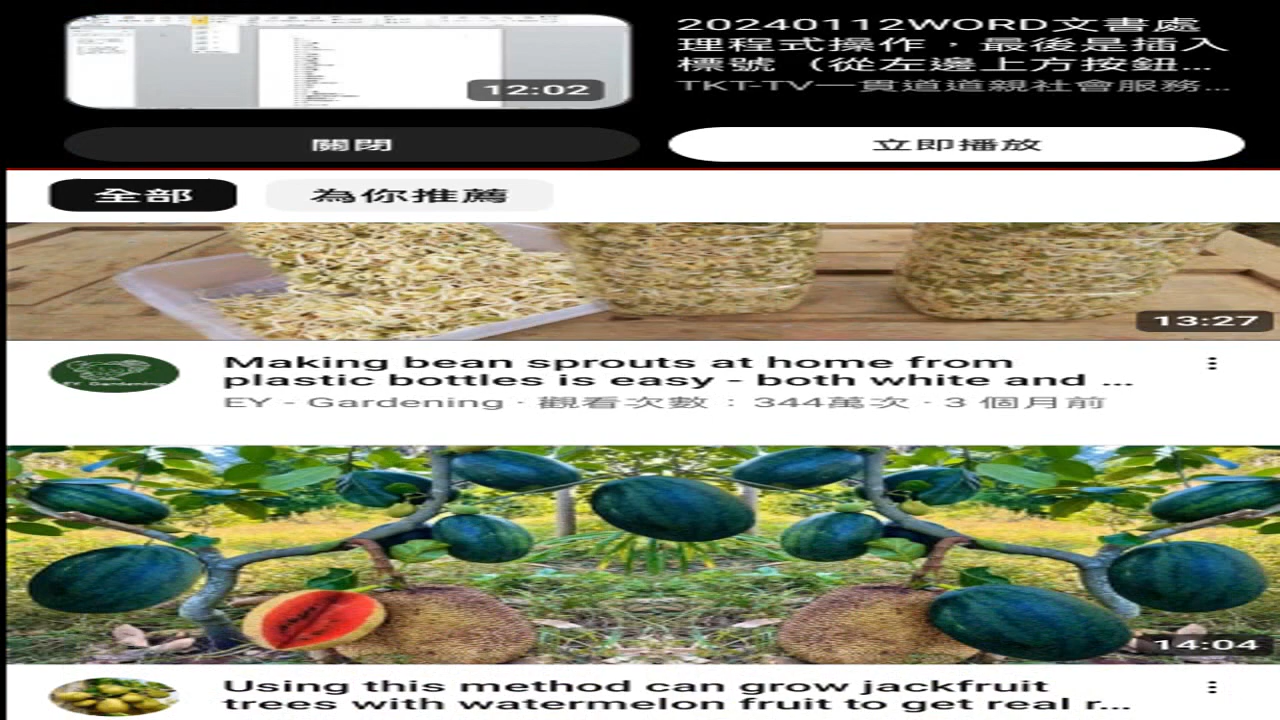 20240112WORD文書處
理程式操作，最後是插入
標號（從左邊上方按鈕...
TKT-TV一貫道道親社會服務...
12:02
關閉
立即播放
全部
為你推薦
13:27
EY - Gardening
Making bean sprouts at home from
plastic bottles is easy - both white and ...
EY - Gardening · 觀看次數：344萬次 · 3 個月前
14:04
Using this method can grow jackfruit
trees with watermelon fruit to get real r...